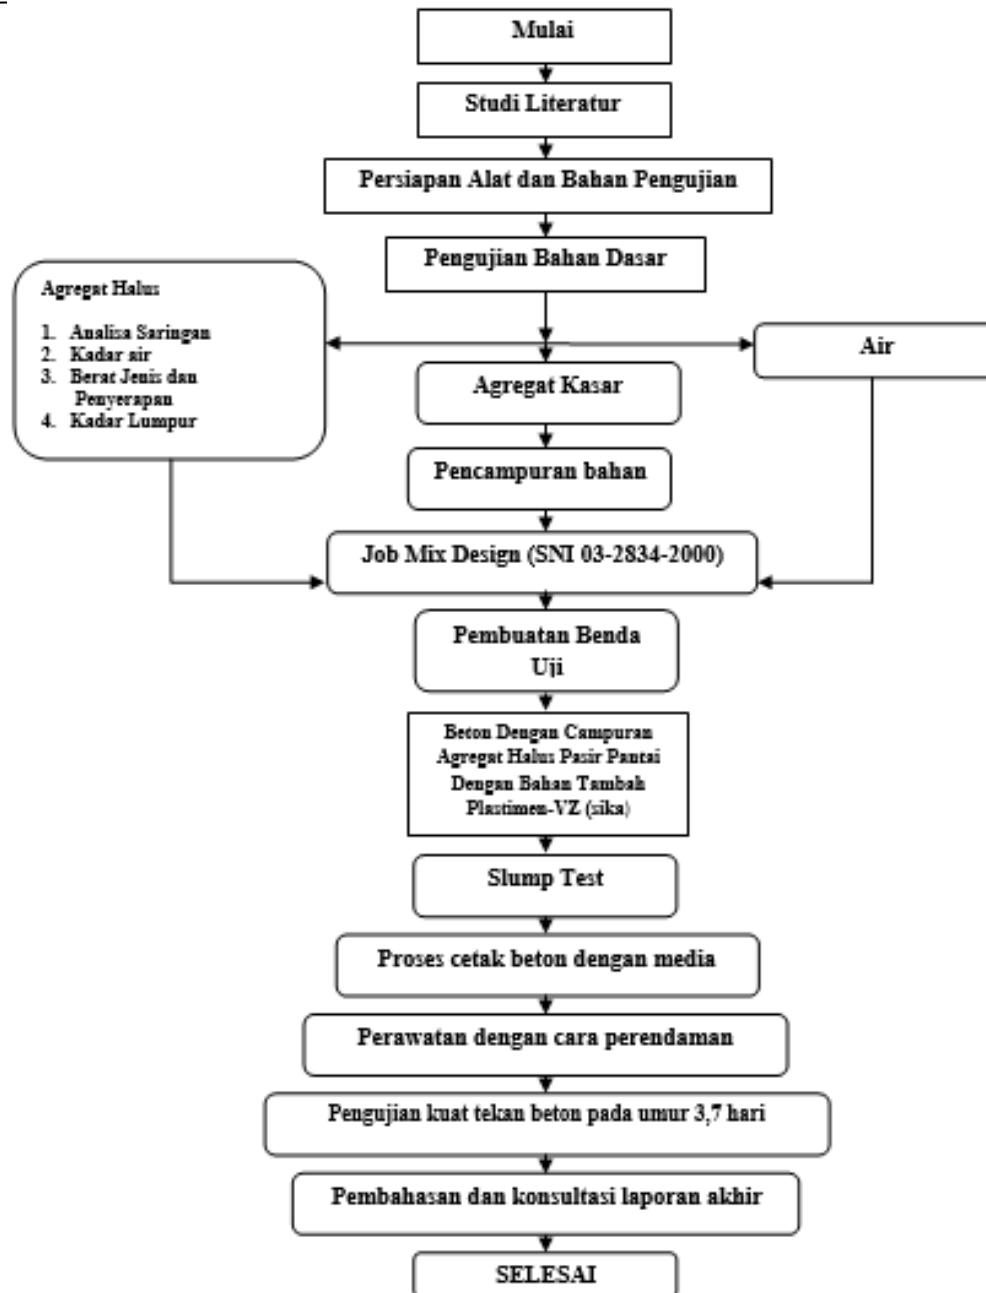 Mulai
Studi Literatur
Persiapan Alat dan Bahan Pengujian
Pengujian Bahan Dasar
Agregat Halus
1. Analisa Saringan
2. Kadar air
3. Berat Jenis dan
Penyerapan
4. Kadar Lumpur
Air
Agregat Kasar
Pencampuran bahan
Job Mix Design (SNI 03-2834-2000)
Pembuatan Benda
Uji
Beton Dengan Campuran
Agregat Halus Pasir Pantai
Dengan Bahan Tambah
Plastimen-VZ (sika)
Slump Test
Proses cetak beton dengan media
Perawatan dengan cara perendaman
Pengujian kuat tekan beton pada umur 3,7 hari
Pembahasan dan konsultasi laporan akhir
SELESAI